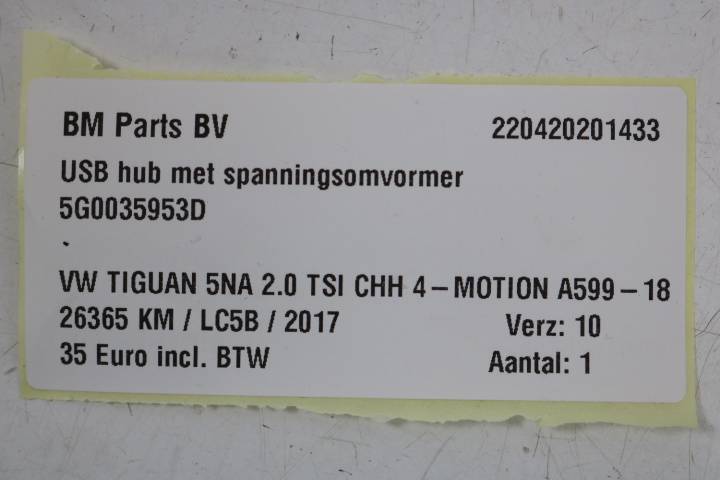 BM Parts BV 220420201433
USB hub met spanningsomvormer
5G0035953D
.
VW TIGUAN 5NA 2.0 TSI CHH 4-MOTION A599-18
26365 KM / LC5B / 2017 Verz: 10
35 Euro incl. BTW Aantal: 1